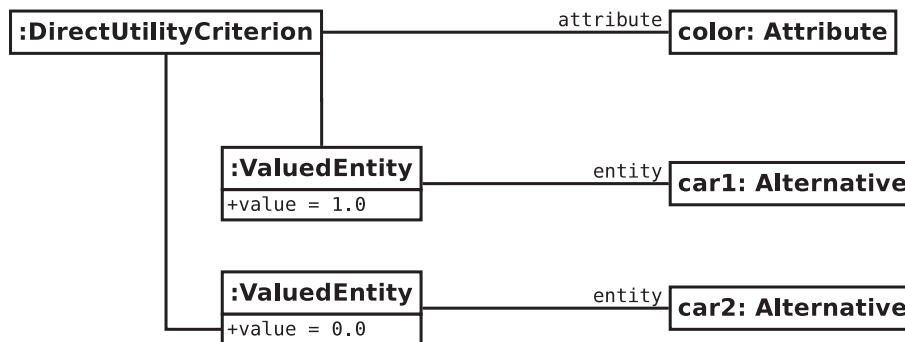 attribute
:DirectUtilityCriterion
color: Attribute
:ValuedEntity
entity
car1: Alternative
+value = 1.0
:ValuedEntity
entity
car2: Alternative
+value = 0.0